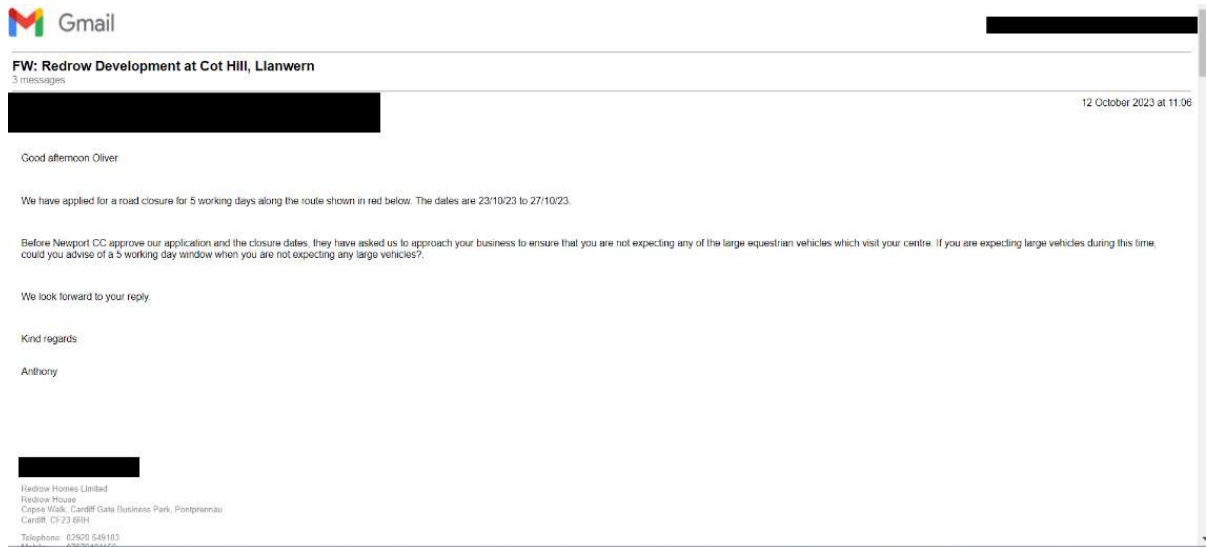 Gmail
FW: Redrow Development at Cot Hill, Llanwern
3 messages
12 October 2023 at 11:06
Good afternoon Oliver
We have applied for a road closure for 5 working days along the route shown in red below. The dates are 23/10/23 to 27/10/23.
Before Newport CC approve our application and the closure dates, they have asked us to approach your business to ensure that you are not expecting any of the large equestrian vehicles which visit your centre. If you are expecting large vehicles during this time,
could you advise of a 5 working day window when you are not expecting any large vehicles?.
We look forward to your reply.
Kind regards
Anthony
Redrow Homes Limited
Redrow House
Copse Walk, Cardiff Gate Business Park, Pontprennau
Cardiff, CF23 8RH
Telephone: 02920 549103